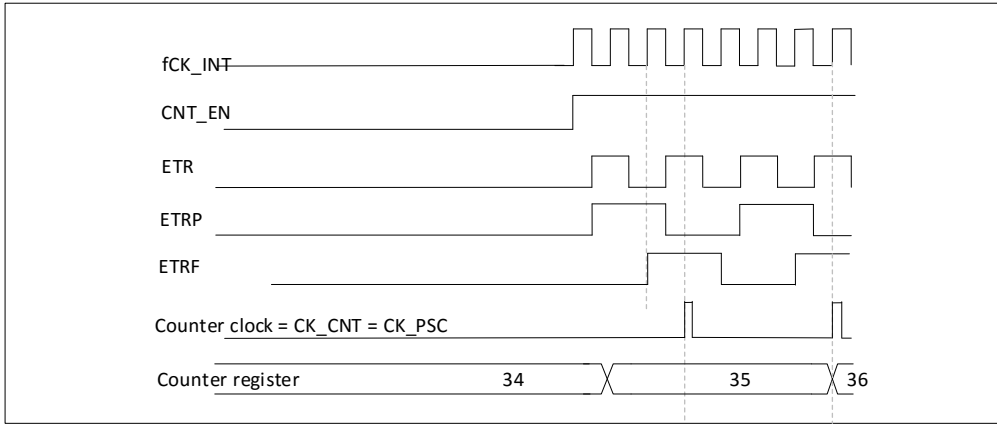 fCK_INT
CNT_EN
ETR
ETRP
ETRF
Counter clock = CK_CNT = CK_PSC
Counter register 34 35 36